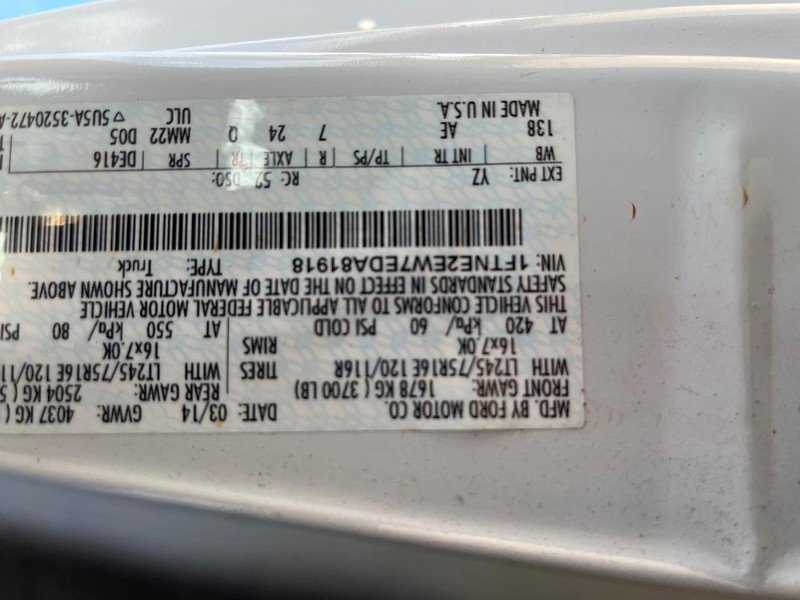 MFD. BY FORD MOTOR CO. DATE: 03/14 GVWR: 4037 KG (
FRONT GAWR: 1678 KG (3700 LB) REAR GAWR: 2504 KG (
WITH LT245/75R16E 120/116R TIRES WITH LT245/75R16E 120/11
16x7.0K RIMS 16x7.0K
AT 420 kPa/ 60 PSI COLD AT 550 kPa/ 80 PSI
THIS VEHICLE CONFORMS TO ALL APPLICABLE FEDERAL MOTOR VEHICLE
SAFETY STANDARDS IN EFFECT ON THE DATE OF MANUFACTURE SHOWN ABOVE.
VIN: 1FTNE2EW7EDA81918 TYPE: Truck
EXT PNT: YZ RC: 52 DSO:
WB INT TR TP/PS R AXLE TR SPR DE416
138 AE 7 24 Q MM22 D05
MADE IN U.S.A. ULC ▽5U5A-3520472-A